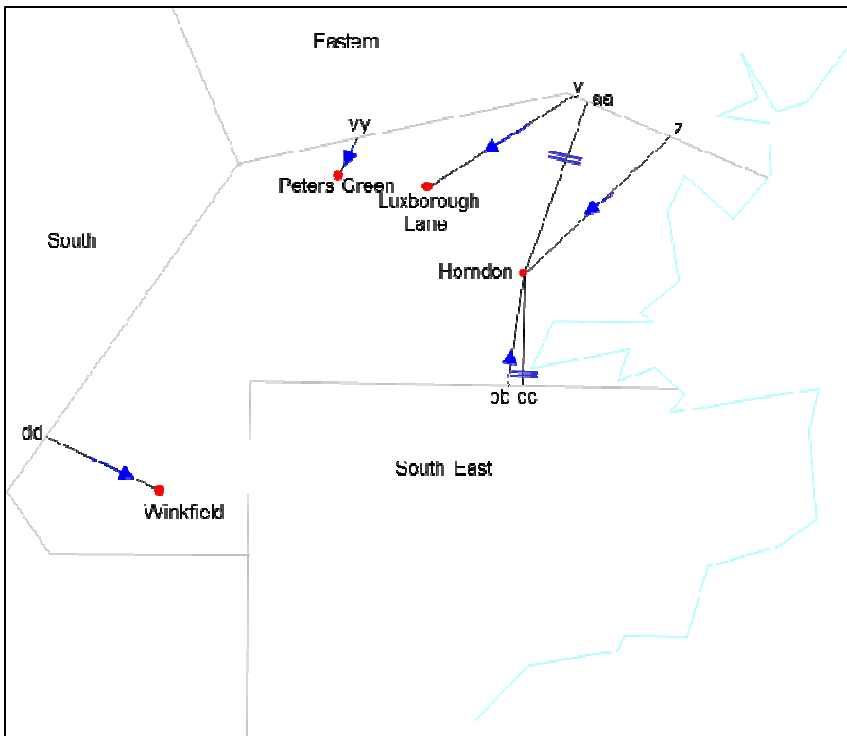 Eastern
v
aa
yy
z
Peters Green
Luxborough
Lane
South
Horndon
bb cc
dd
South East
Winkfield